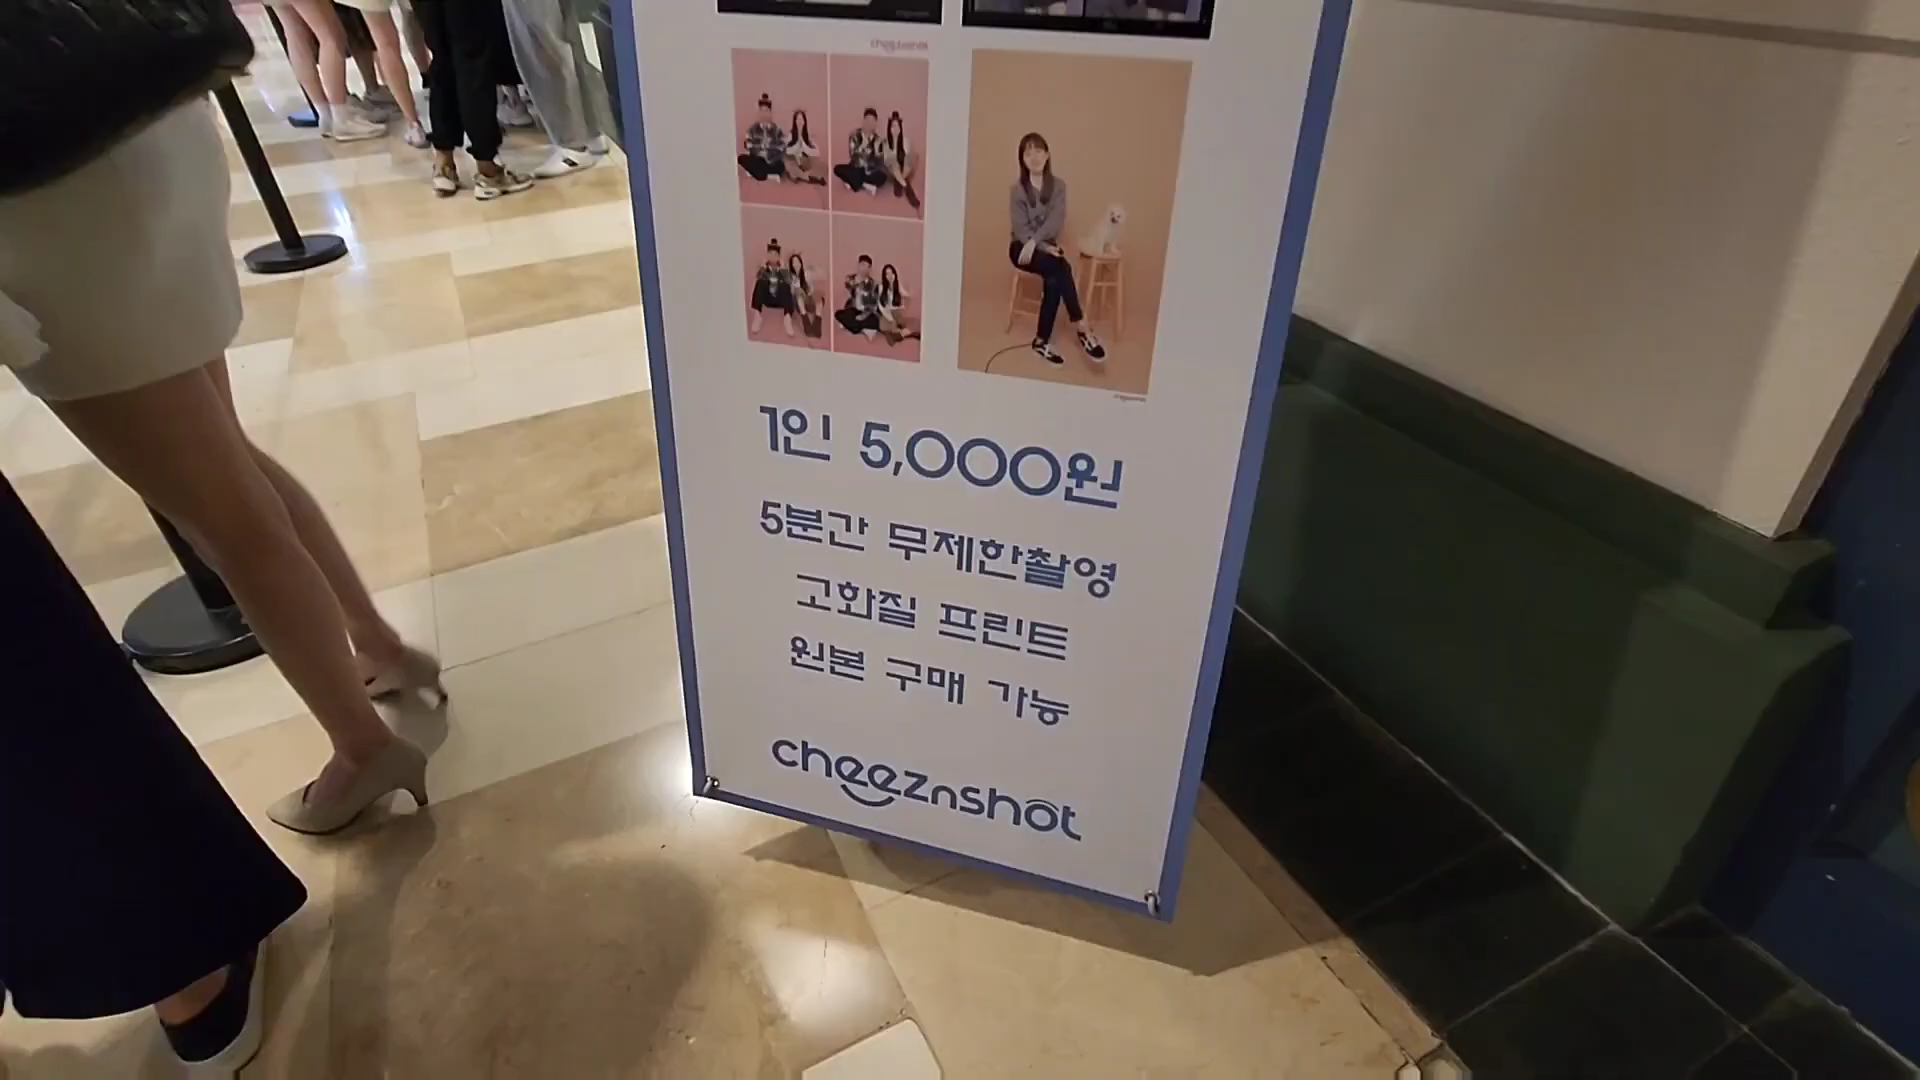 1인 5,000원
5분간 무제한촬영
고화질 프린트
원본 구매 가능
cheeznshot